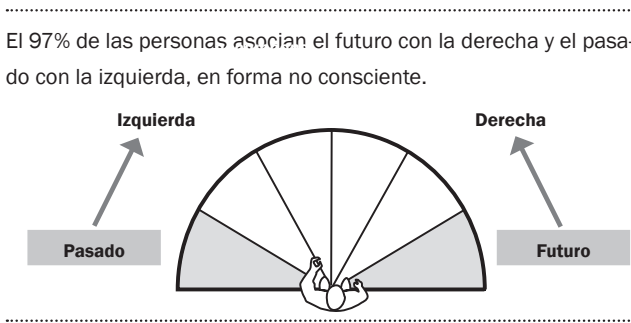 El 97% de las personas asocian el futuro con la derecha y el pasa-
do con la izquierda, en forma no consciente.
Izquierda
Derecha
Pasado
Futuro